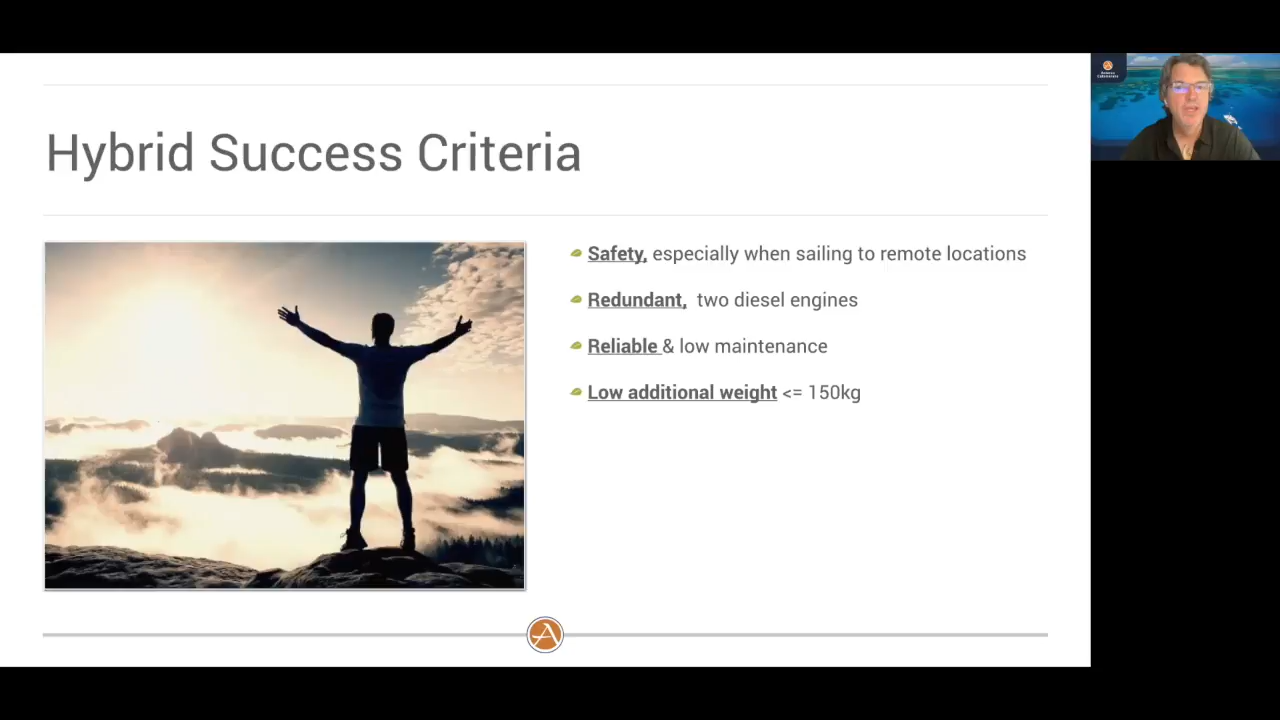 Hybrid Success Criteria
Safety, especially when sailing to remote locations
Redundant, two diesel engines
Reliable & low maintenance
Low additional weight <= 150kg